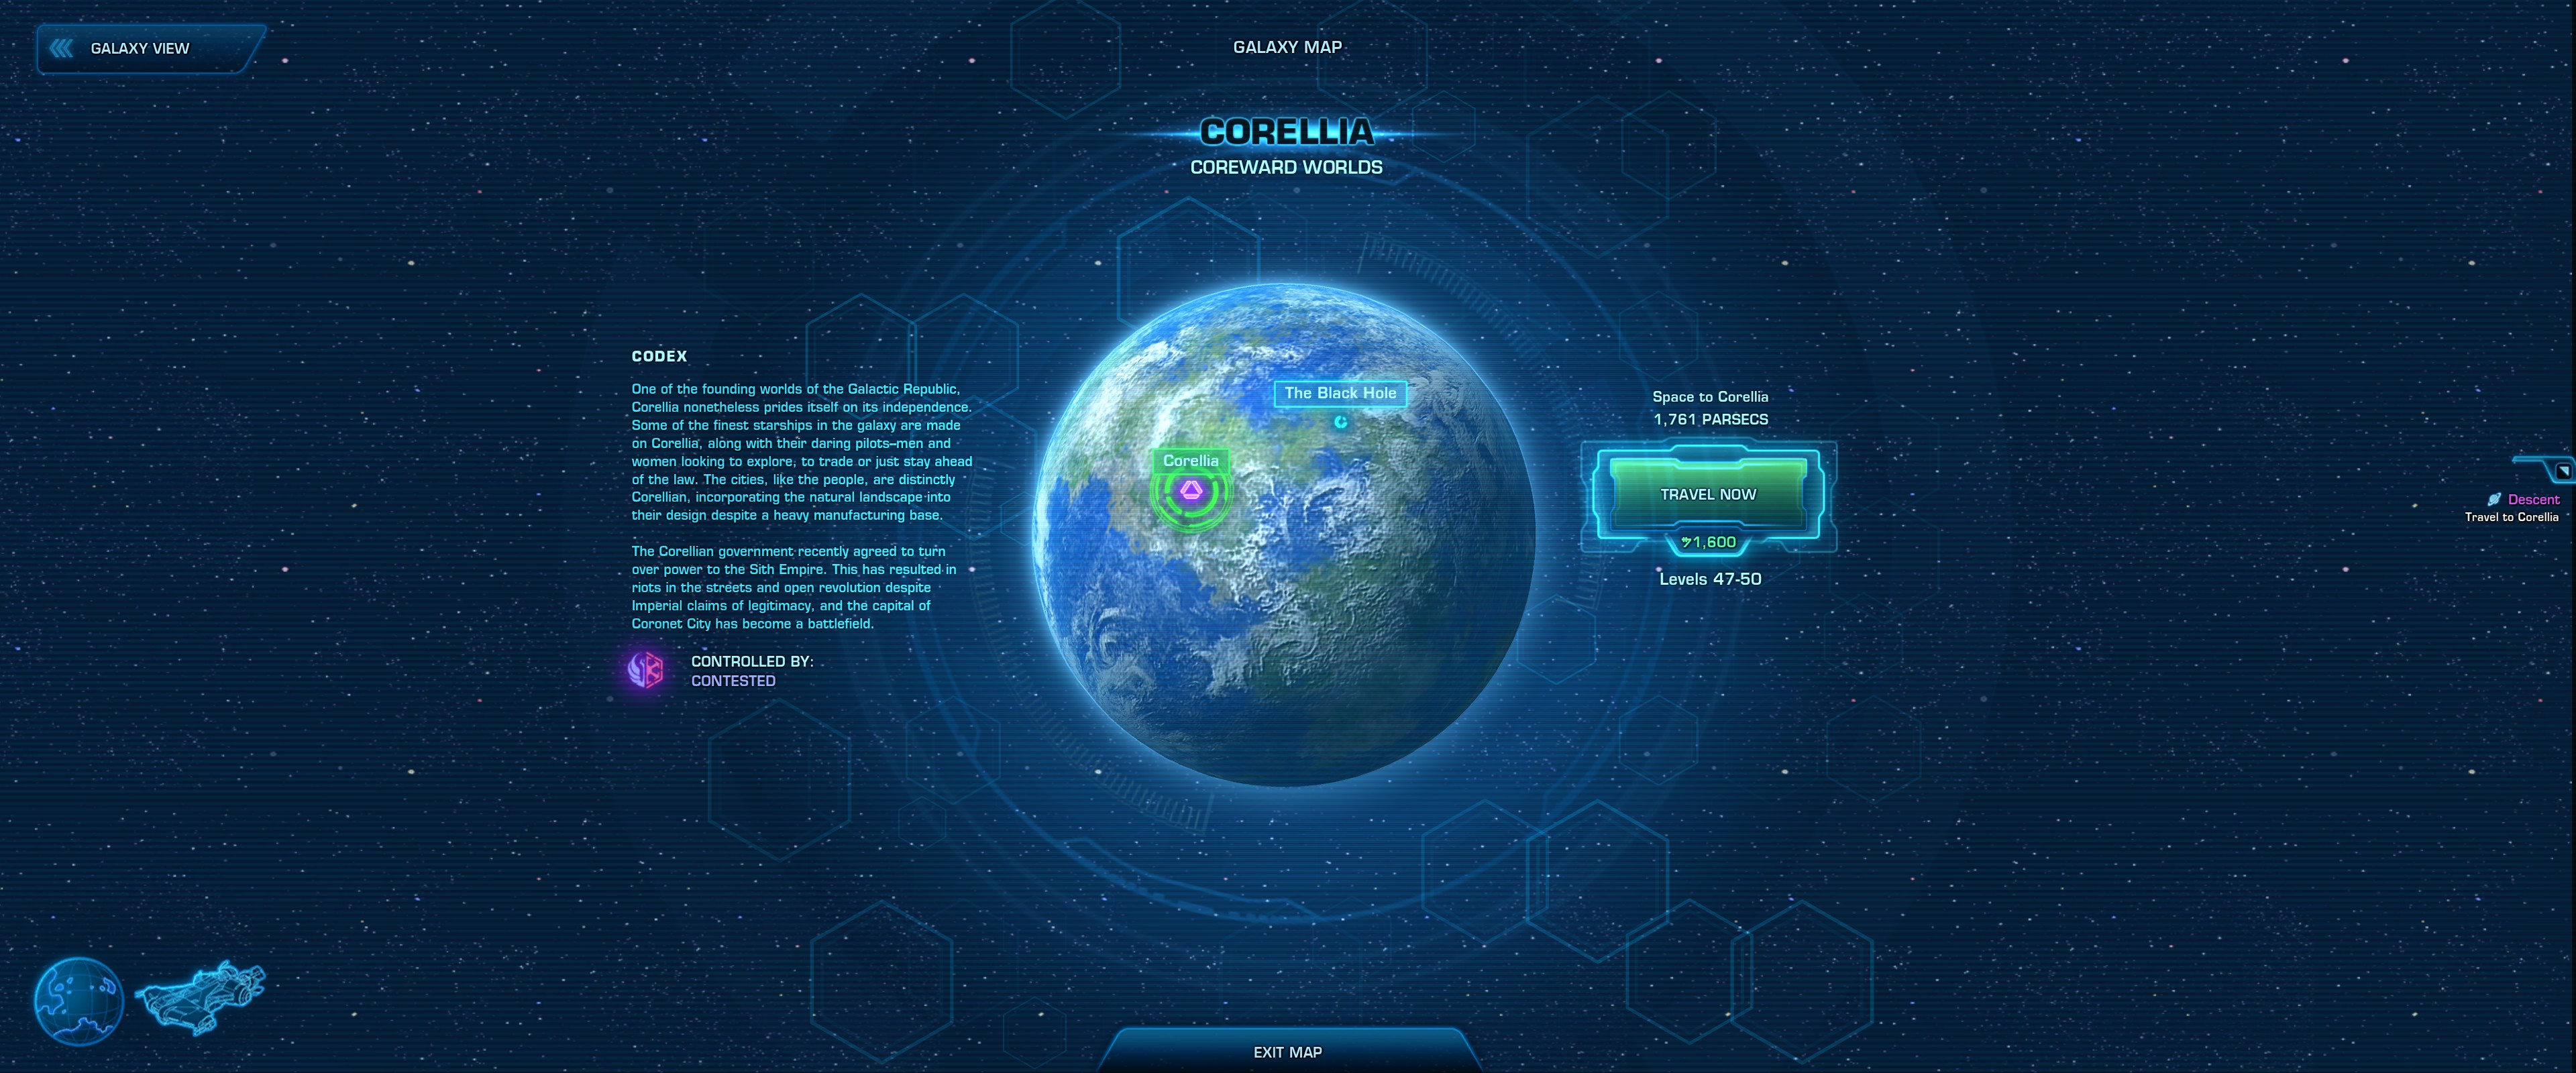 GALAXY VIEW
GALAXY MAP
CORELLIA
COREWARD WORLDS
CODEX
One of the founding worlds of the Galactic Republic,
Corellia nonetheless prides itself on its independence.
Some of the finest starships in the galaxy are made
on Corellia, along with their daring pilots–men and
women looking to explore, to trade or just stay ahead
of the law. The cities, like the people, are distinctly
Corellian, incorporating the natural landscape into
their design despite a heavy manufacturing base.
The Corellian government recently agreed to turn
over power to the Sith Empire. This has resulted in
riots in the streets and open revolution despite
Imperial claims of legitimacy, and the capital of
Coronet City has become a battlefield.
CONTROLLED BY:
CONTESTED
The Black Hole
Corellia
Space to Corellia
1,761 PARSECS
TRAVEL NOW
1,600
Levels 47-50
Descent
Travel to Corellia
EXIT MAP